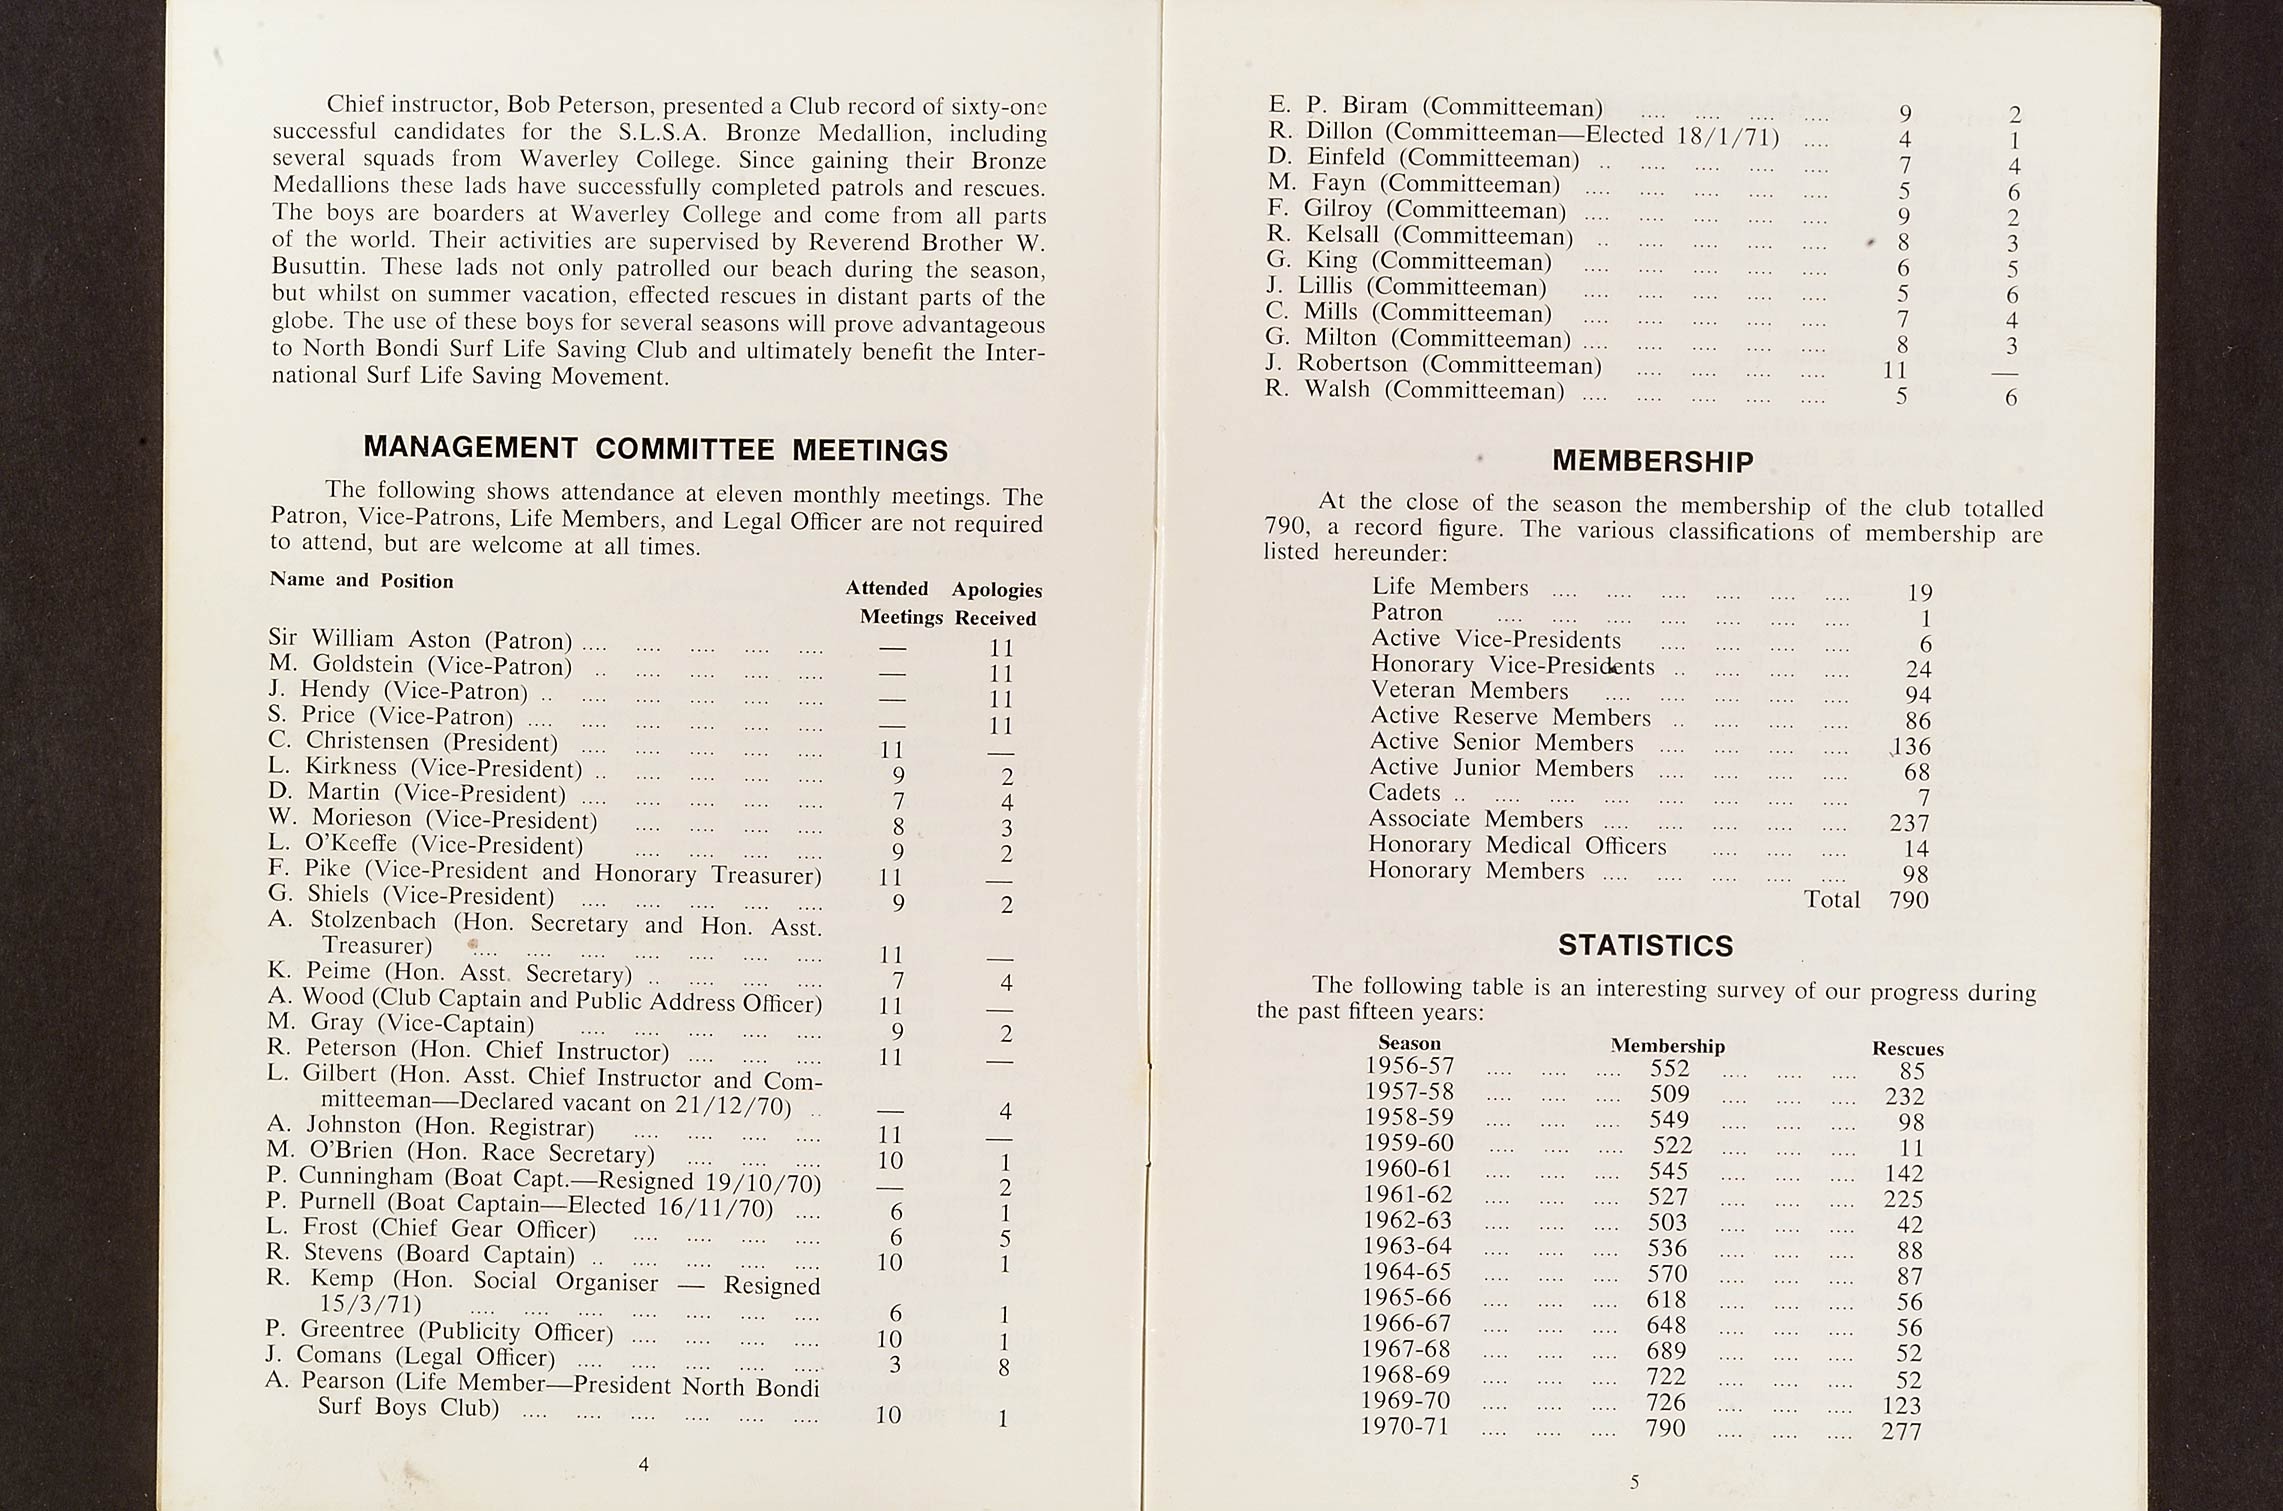 Chief instructor, Bob Peterson, presented a Club record of sixty-one
successful candidates for the S.L.S.A. Bronze Medallion, including
several squads from Waverley College. Since gaining their Bronze
Medallions these lads have successfully completed patrols and rescues.
The boys are boarders at Waverley College and come from all parts
of the world. Their activities are supervised by Reverend Brother W.
Busuttin. These lads not only patrolled our beach during the season,
but whilst on summer vacation, effected rescues in distant parts of the
globe. The use of these boys for several seasons will prove advantageous
to North Bondi Surf Life Saving Club and ultimately benefit the Inter-
national Surf Life Saving Movement.
MANAGEMENT COMMITTEE MEETINGS
The following shows attendance at eleven monthly meetings. The
Patron, Vice-Patrons, Life Members, and Legal Officer are not required
to attend, but are welcome at all times.
Name and Position Attended Apologies
Meetings Received
Sir William Aston (Patron) .... .... .... .... .... — 11
M. Goldstein (Vice-Patron) .. .... .... .... .... — 11
J. Hendy (Vice-Patron) .. .... .... .... .... .... — 11
S. Price (Vice-Patron) .... .... .... .... .... .... — 11
C. Christensen (President) .... .... .... .... .... 11 —
L. Kirkness (Vice-President) .. .... .... .... .... 9 2
D. Martin (Vice-President) .... .... .... .... .... 7 4
W. Morieson (Vice-President) .... .... .... .... 8 3
L. O'Keeffe (Vice-President) .... .... .... .... 9 2
F. Pike (Vice-President and Honorary Treasurer) 11 —
G. Shiels (Vice-President) .... .... .... .... .... 9 2
A. Stolzenbach (Hon. Secretary and Hon. Asst.
Treasurer) .... .... .... .... .... .... .... 11 —
K. Peime (Hon. Asst. Secretary) .. .... .... .... 7 4
A. Wood (Club Captain and Public Address Officer) 11 —
M. Gray (Vice-Captain) .... .... .... .... .... 9 2
R. Peterson (Hon. Chief Instructor) .... .... .... 11 —
L. Gilbert (Hon. Asst. Chief Instructor and Com-
mitteeman—Declared vacant on 21/12/70) .. — 4
A. Johnston (Hon. Registrar) .... .... .... .... 11 —
M. O'Brien (Hon. Race Secretary) .... .... .... 10 1
P. Cunningham (Boat Capt.—Resigned 19/10/70) — 2
P. Purnell (Boat Captain—Elected 16/11/70) .... 6 1
L. Frost (Chief Gear Officer) .... .... .... .... 6 5
R. Stevens (Board Captain) .. .... .... .... .... 10 1
R. Kemp (Hon. Social Organiser — Resigned
15/3/71) .... .... .... .... .... .... .... 6 1
P. Greentree (Publicity Officer) .... .... .... .... 10 1
J. Comans (Legal Officer) .... .... .... .... .... 3 8
A. Pearson (Life Member—President North Bondi
Surf Boys Club) .... .... .... .... .... .... 10 1
4
E. P. Biram (Committeeman) .... .... .... .... 9 2
R. Dillon (Committeeman—Elected 18/1/71) .... 4 1
D. Einfeld (Committeeman) .. .... .... .... .... 7 4
M. Fayn (Committeeman) .... .... .... .... .... 5 6
F. Gilroy (Committeeman) .... .... .... .... .... 9 2
R. Kelsall (Committeeman) .. .... .... .... .... 8 3
G. King (Committeeman) .... .... .... .... .... 6 5
J. Lillis (Committeeman) .... .... .... .... .... 5 6
C. Mills (Committeeman) .... .... .... .... .... 7 4
G. Milton (Committeeman) .... .... .... .... .... 8 3
J. Robertson (Committeeman) .... .... .... .... 11 —
R. Walsh (Committeeman) .... .... .... .... .... 5 6
MEMBERSHIP
At the close of the season the membership of the club totalled
790, a record figure. The various classifications of membership are
listed hereunder:
Life Members .... .... .... .... .... .... 19
Patron .... .... .... .... .... .... .... 1
Active Vice-Presidents .... .... .... .... 6
Honorary Vice-Presidents .. .... .... .... 24
Veteran Members .... .... .... .... .... 94
Active Reserve Members .. .... .... .... 86
Active Senior Members .... .... .... .... 136
Active Junior Members .... .... .... .... 68
Cadets .. .... .... .... .... .... .... .... 7
Associate Members .... .... .... .... .... 237
Honorary Medical Officers .... .... .... 14
Honorary Members .... .... .... .... .... 98
Total 790
STATISTICS
The following table is an interesting survey of our progress during
the past fifteen years:
Season Membership Rescues
1956-57 .... .... .... 552 .... .... .... 85
1957-58 .... .... .... 509 .... .... .... 232
1958-59 .... .... .... 549 .... .... .... 98
1959-60 .... .... .... 522 .... .... .... 11
1960-61 .... .... .... 545 .... .... .... 142
1961-62 .... .... .... 527 .... .... .... 225
1962-63 .... .... .... 503 .... .... .... 42
1963-64 .... .... .... 536 .... .... .... 88
1964-65 .... .... .... 570 .... .... .... 87
1965-66 .... .... .... 618 .... .... .... 56
1966-67 .... .... .... 648 .... .... .... 56
1967-68 .... .... .... 689 .... .... .... 52
1968-69 .... .... .... 722 .... .... .... 52
1969-70 .... .... .... 726 .... .... .... 123
1970-71 .... .... .... 790 .... .... .... 277
5